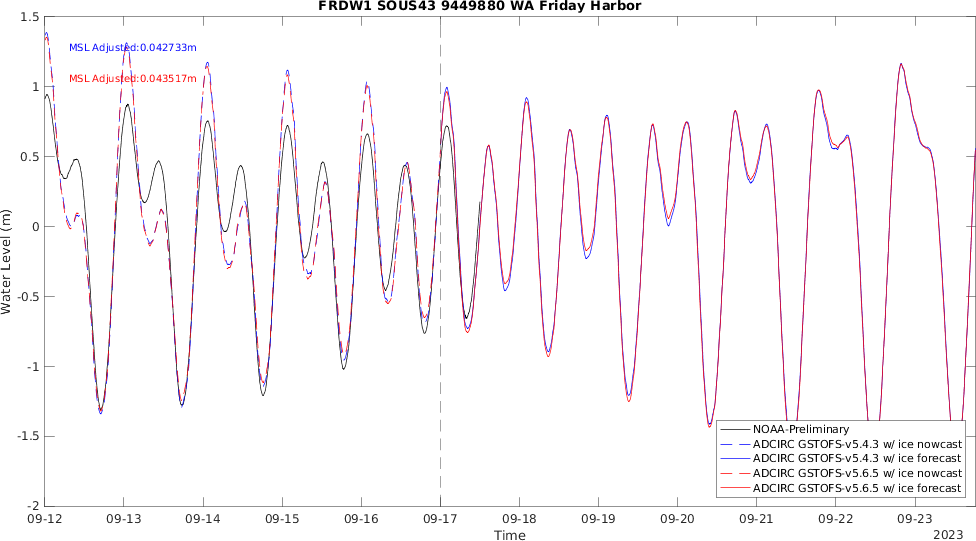 FRDW1 SOUS43 9449880 WA Friday Harbor
1.5
1
0.5
0
-0.5
-1
-1.5
-2
Water Level (m)
MSL Adjusted:0.042733m
MSL Adjusted:0.043517m
NOAA-Preliminary
ADCIRC GSTOFS-v5.4.3 w/ ice nowcast
ADCIRC GSTOFS-v5.4.3 w/ ice forecast
ADCIRC GSTOFS-v5.6.5 w/ ice nowcast
ADCIRC GSTOFS-v5.6.5 w/ ice forecast
09-12 09-13 09-14 09-15 09-16 09-17 09-18 09-19 09-20 09-21 09-22 09-23
Time
2023